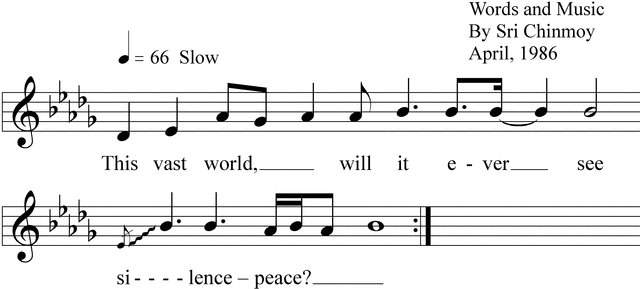 Words and Music
By Sri Chinmoy
April, 1986
= 66 Slow
This vast world,_____ will it e - ver____ see
si - - - - lence – peace?_______